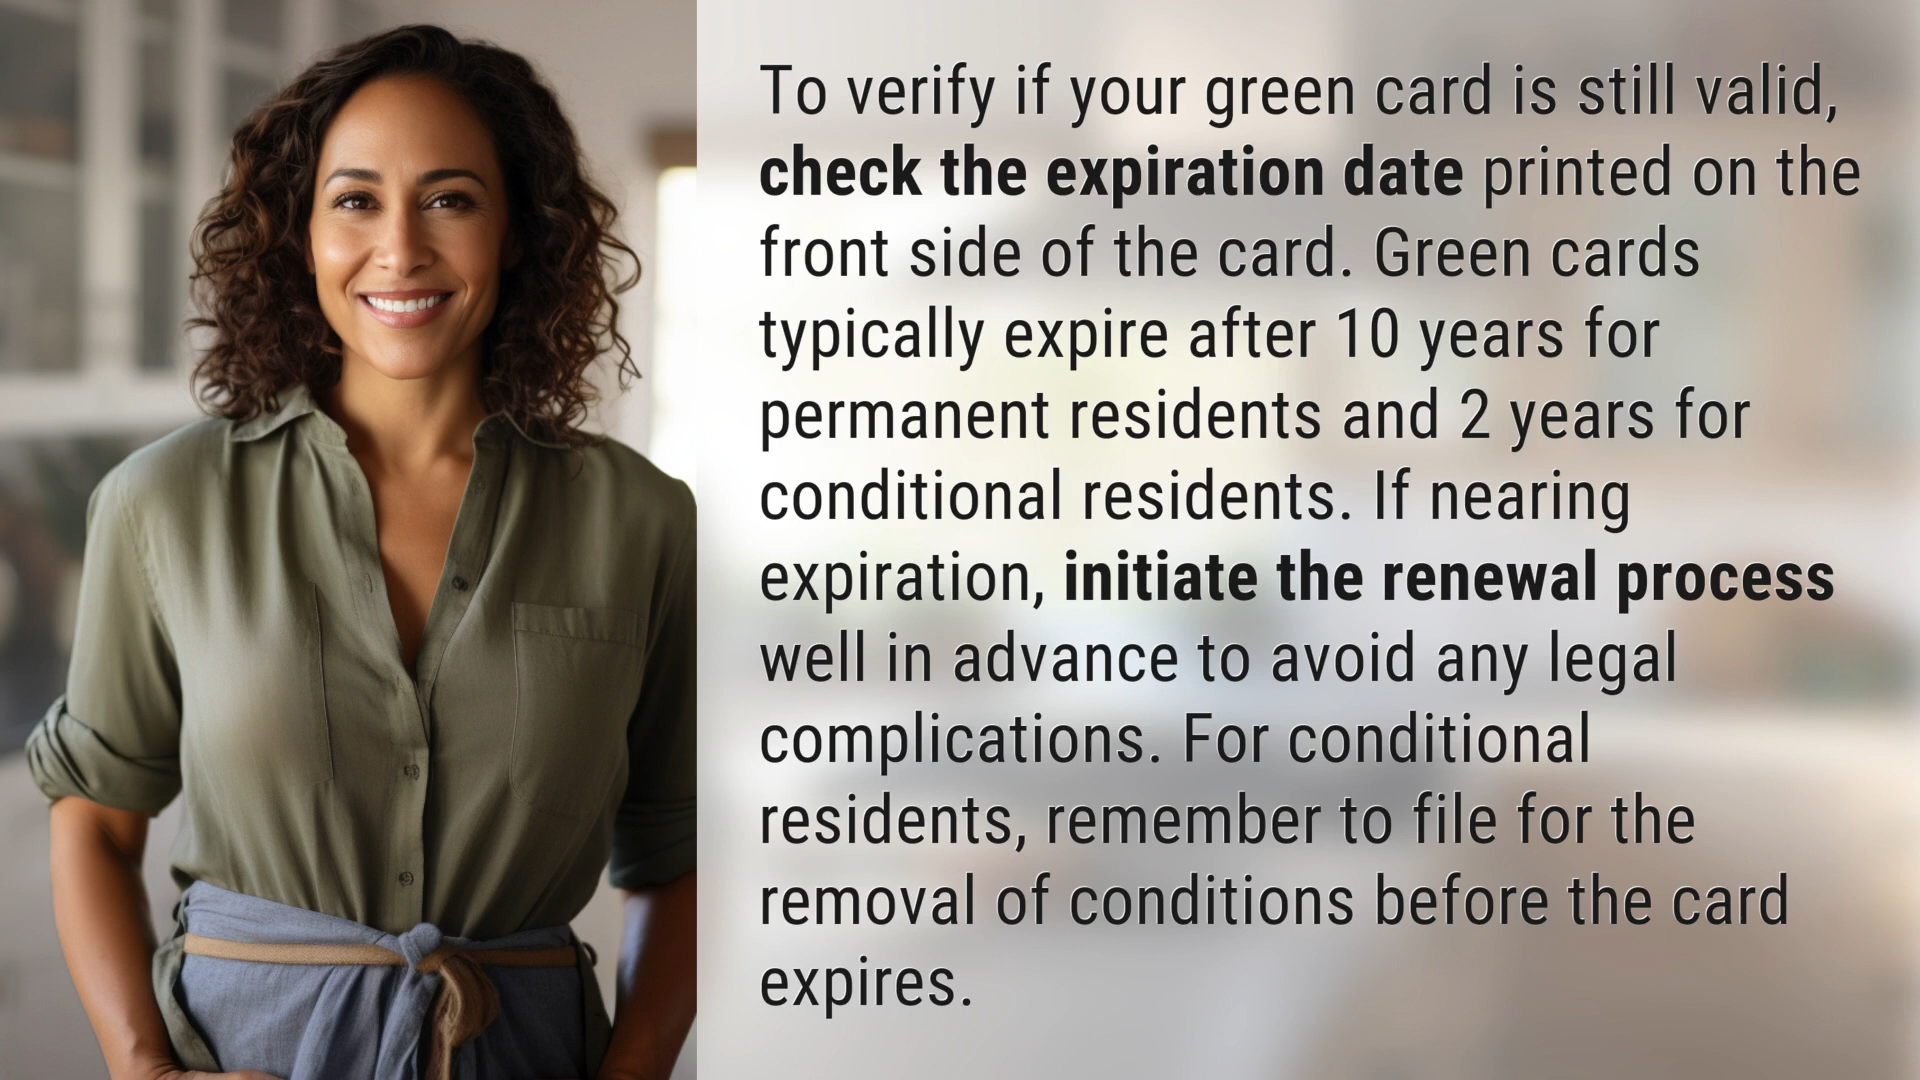 To verify if your green card is still valid,
check the expiration date printed on the
front side of the card. Green cards
typically expire after 10 years for
permanent residents and 2 years for
conditional residents. If nearing
expiration, initiate the renewal process
well in advance to avoid any legal
complications. For conditional
residents, remember to file for the
removal of conditions before the card
expires.